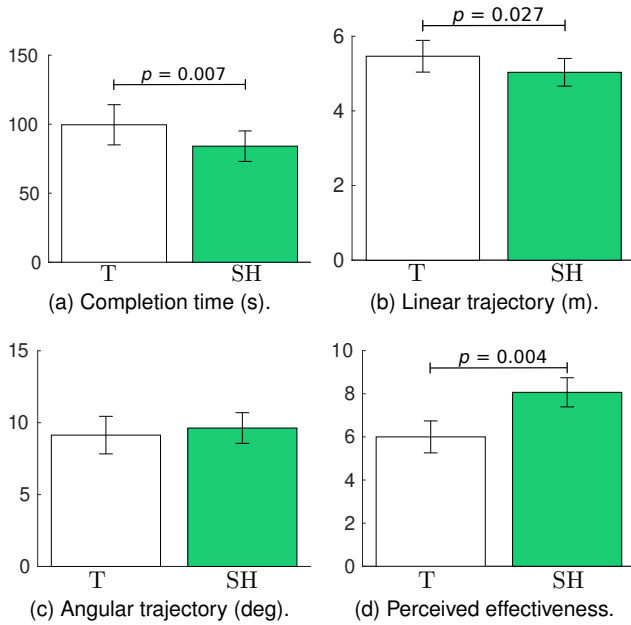 150
100
50
0
p = 0.007
T
SH
(a) Completion time (s).
6
4
2
0
p = 0.027
T
SH
(b) Linear trajectory (m).
15
10
5
0
T
SH
(c) Angular trajectory (deg).
10
8
6
4
2
0
p = 0.004
T
SH
(d) Perceived effectiveness.